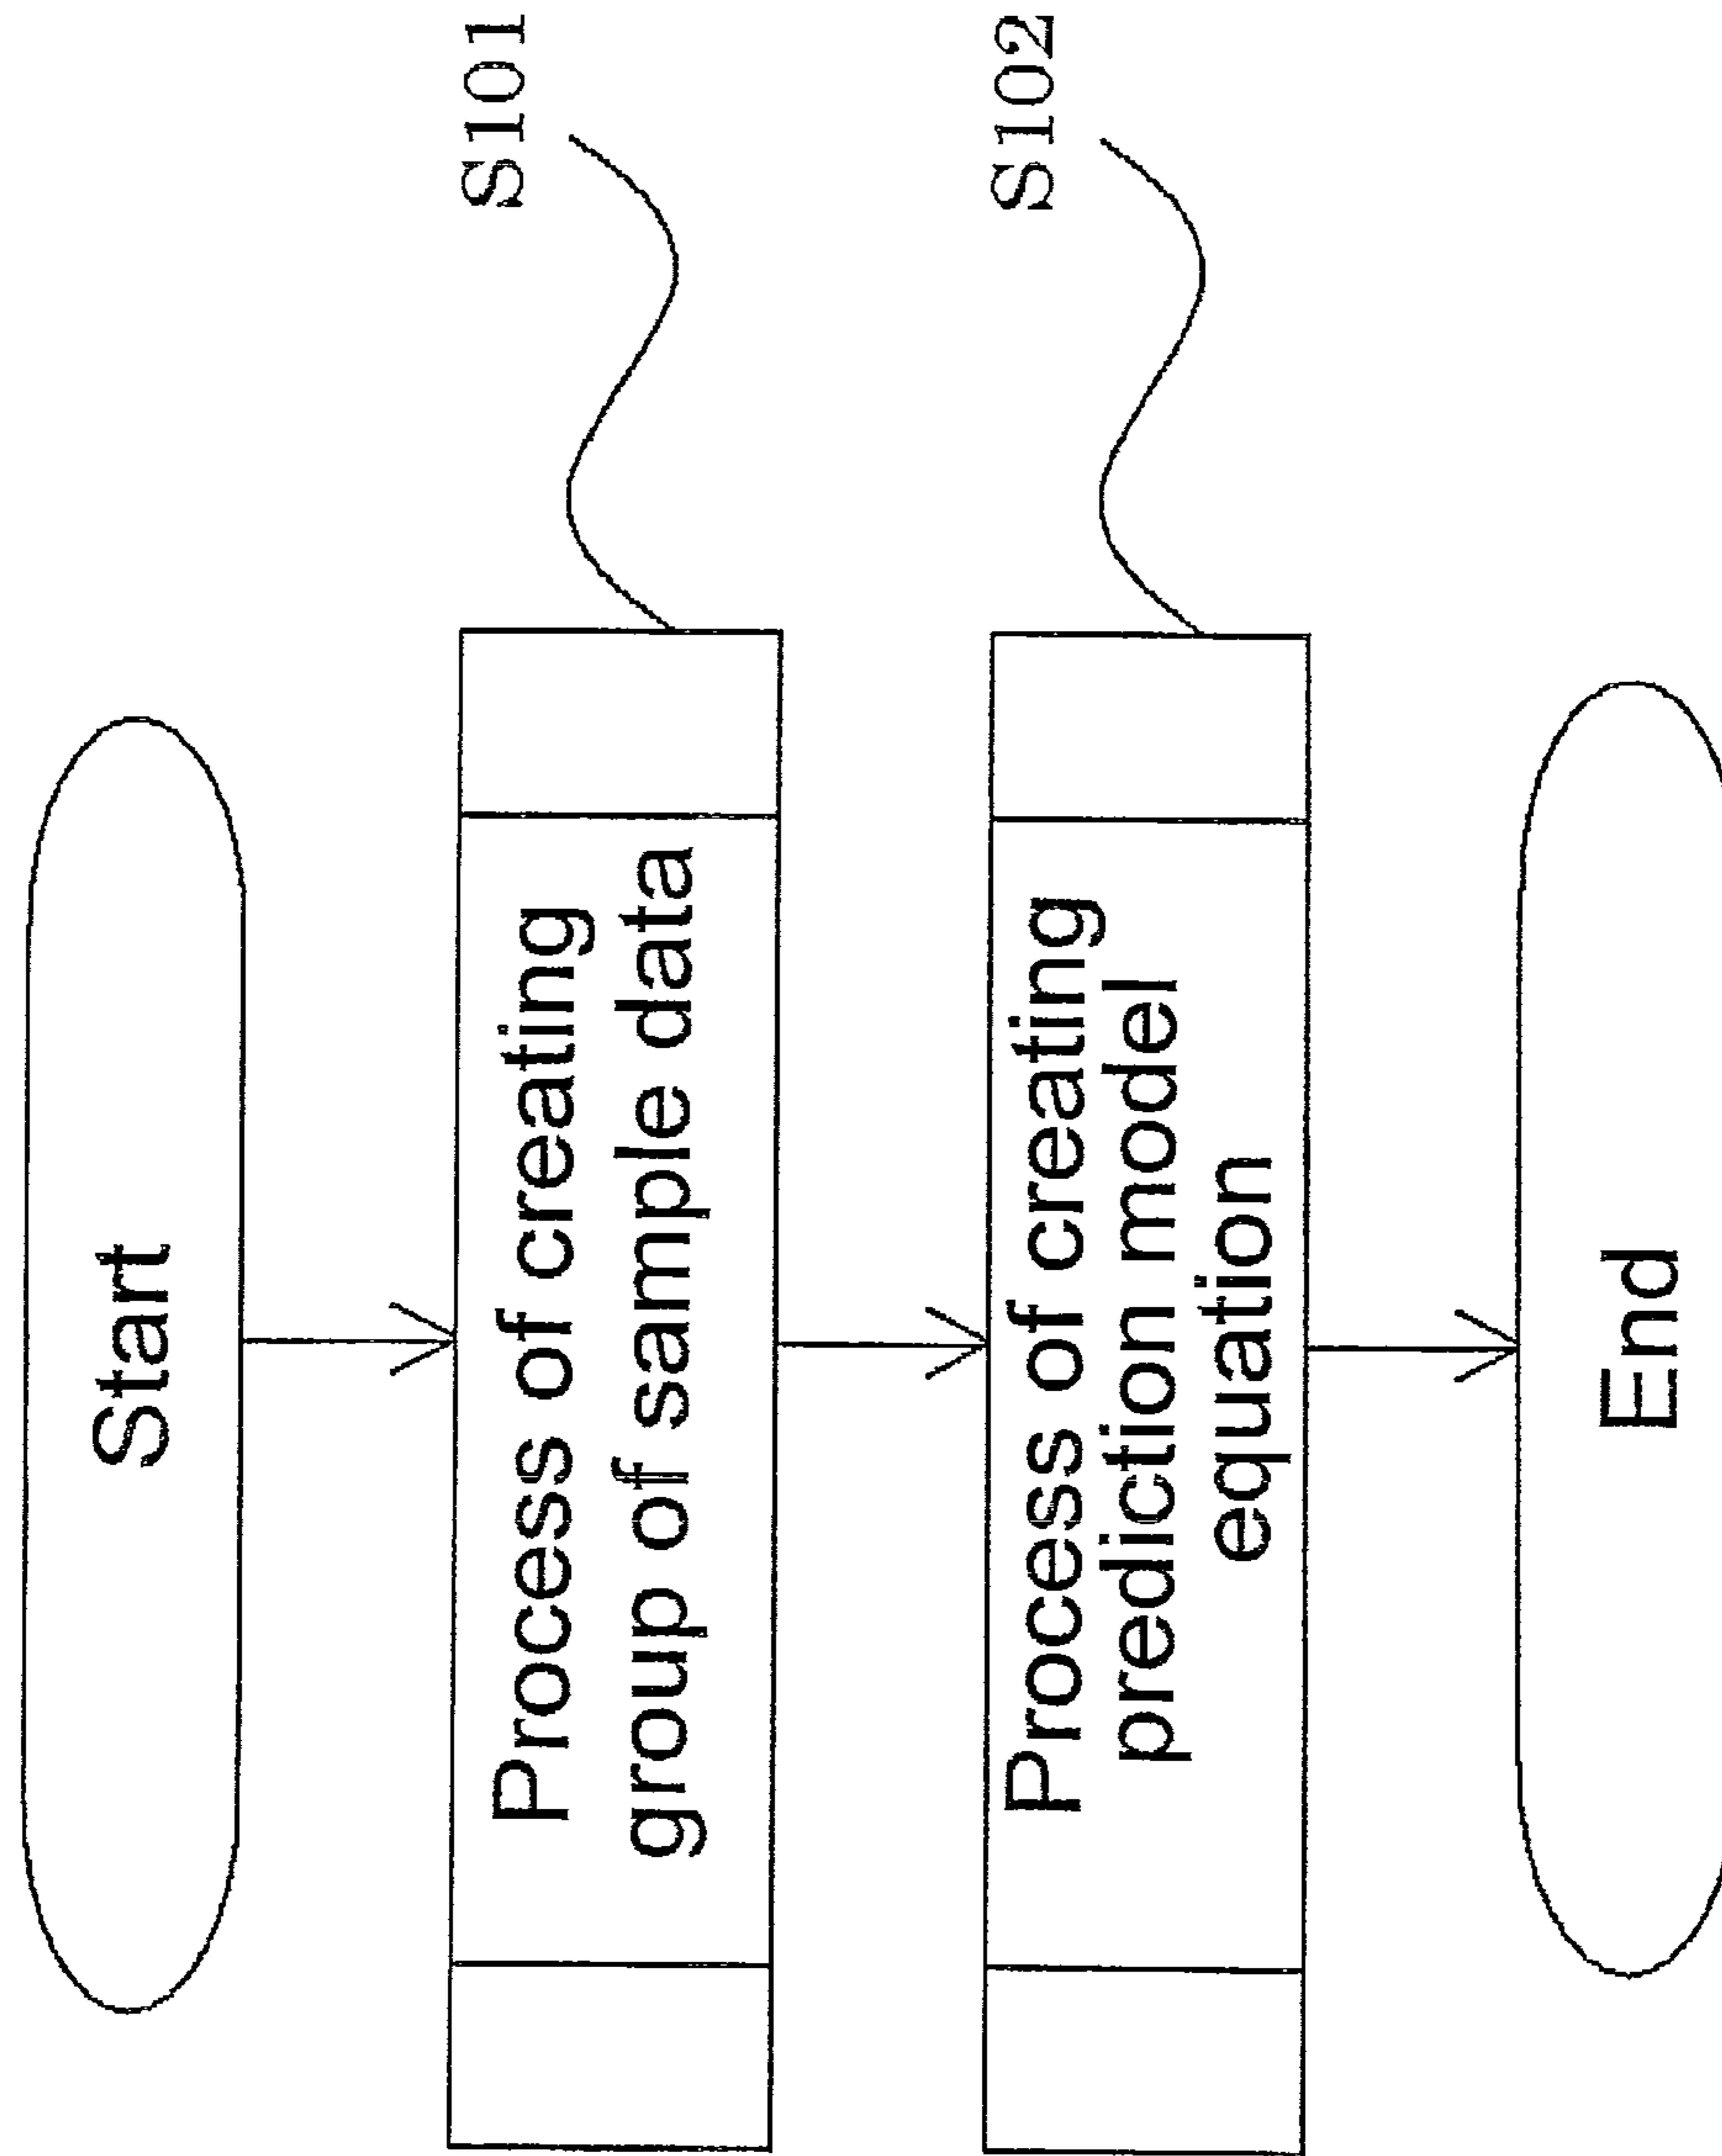 Start
Process of creating
group of sample data
S101
Process of creating
prediction model
equation
S102
End